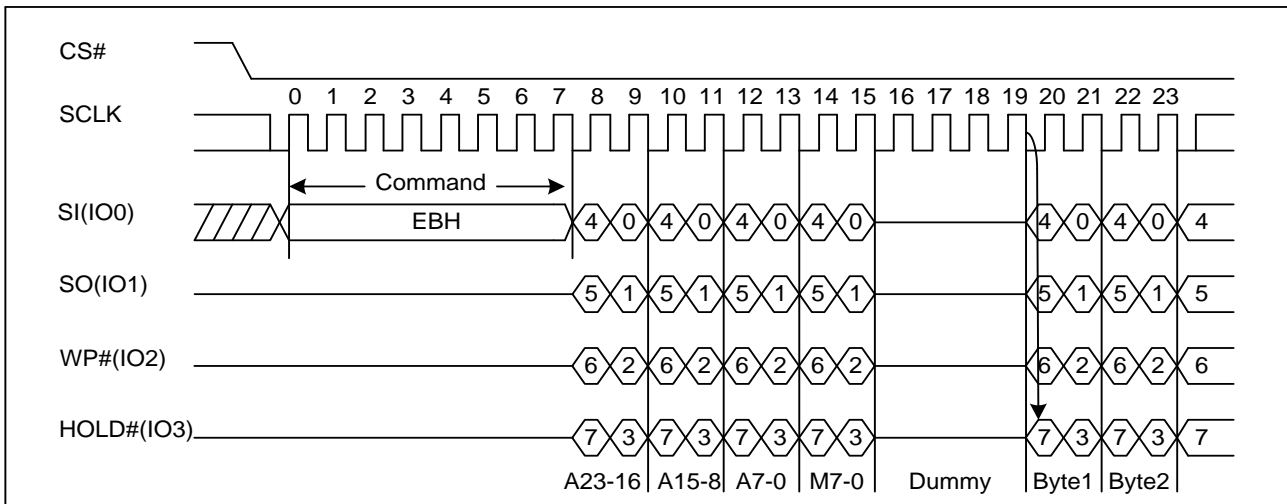 CS#
0 1 2 3 4 5 6 7 8 9 10 11 12 13 14 15 16 17 18 19 20 21 22 23
SCLK
Command
SI(IO0) EBH 4 0 4 0 4 0 4 0 4 0 4 0 4
SO(IO1) 5 1 5 1 5 1 5 1 5 1 5 1 5
WP#(IO2) 6 2 6 2 6 2 6 2 6 2 6 2 6
HOLD#(IO3) 7 3 7 3 7 3 7 3 7 3 7 3 7
A23-16 A15-8 A7-0 M7-0 Dummy Byte1 Byte2